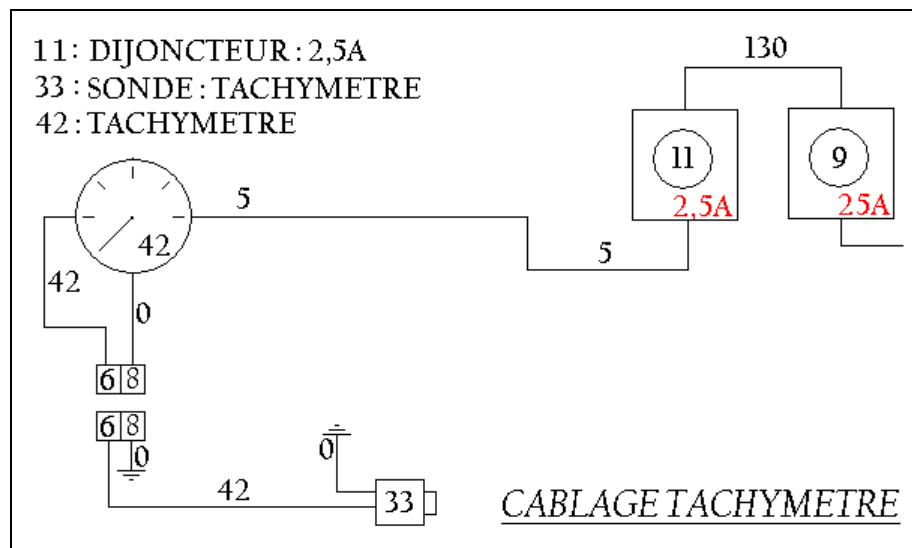 11: DIJONCTEUR: 2,5A
33: SONDE: TACHYMETRE
42: TACHYMETRE
130
11
2,5A
9
25A
5
5
42
42
0
6 8
6 8
0
0
42
33
CABLAGE TACHYMETRE